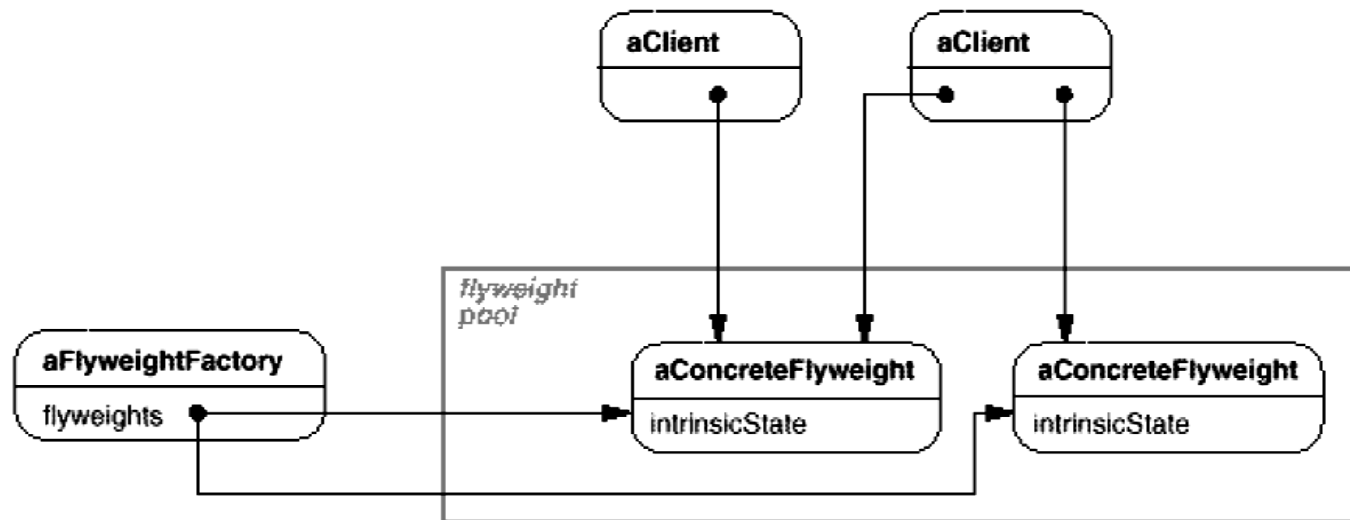 aClient
aClient
flyweight
pool
aFlyweightFactory
flyweights
aConcreteFlyweight
intrinsicState
aConcreteFlyweight
intrinsicState